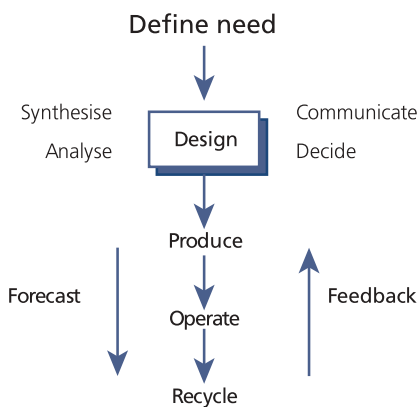 Define need
Synthesise
Communicate
Design
Analyse
Decide
Produce
Forecast
Feedback
Operate
Recycle